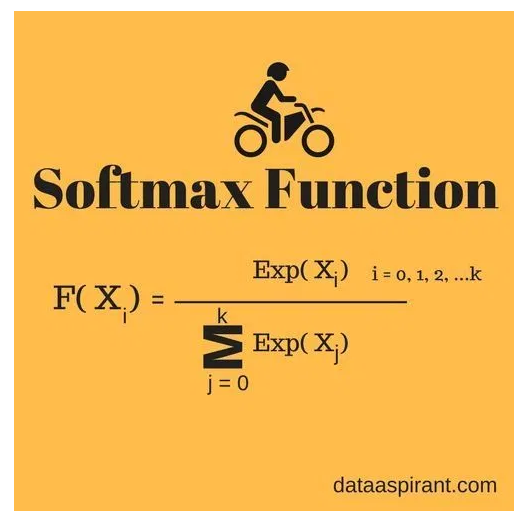 Softmax Function
Exp( Xᵢ) i = 0, 1, 2, ...k
F( Xᵢ) =
k
Σ Exp( Xⱼ)
j = 0
dataaspirant.com